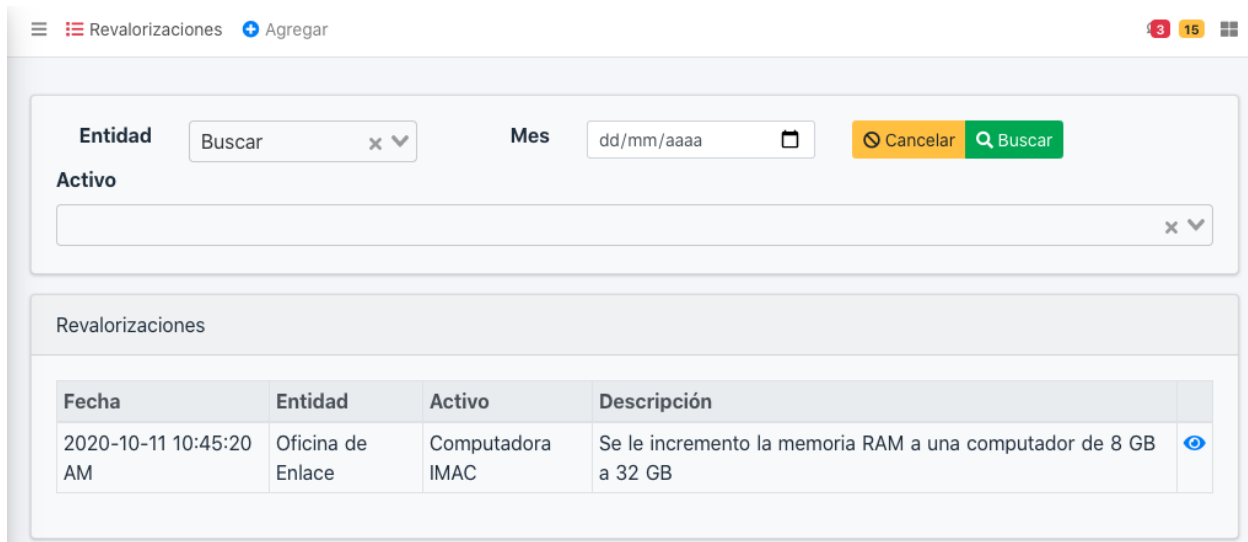 Revalorizaciones Agregar 3 15
Entidad Buscar Mes dd/mm/aaaa Cancelar Buscar
Activo
Revalorizaciones
Fecha Entidad Activo Descripción
2020-10-11 10:45:20 Oficina de Computadora Se le incremento la memoria RAM a una computador de 8 GB
AM Enlace IMAC a 32 GB